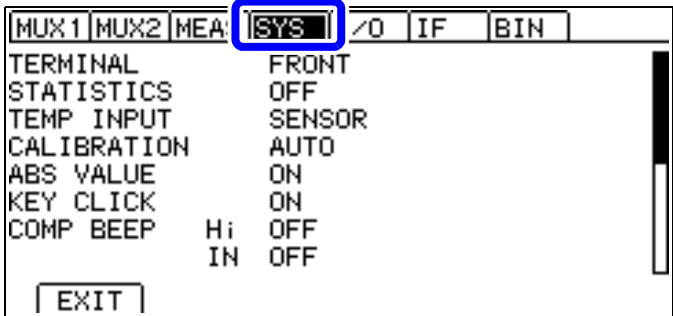 MUX1 MUX2 MEAS SYS I/O IF BIN
TERMINAL FRONT
STATISTICS OFF
TEMP INPUT SENSOR
CALIBRATION AUTO
ABS VALUE ON
KEY CLICK ON
COMP BEEP Hi OFF
IN OFF
EXIT